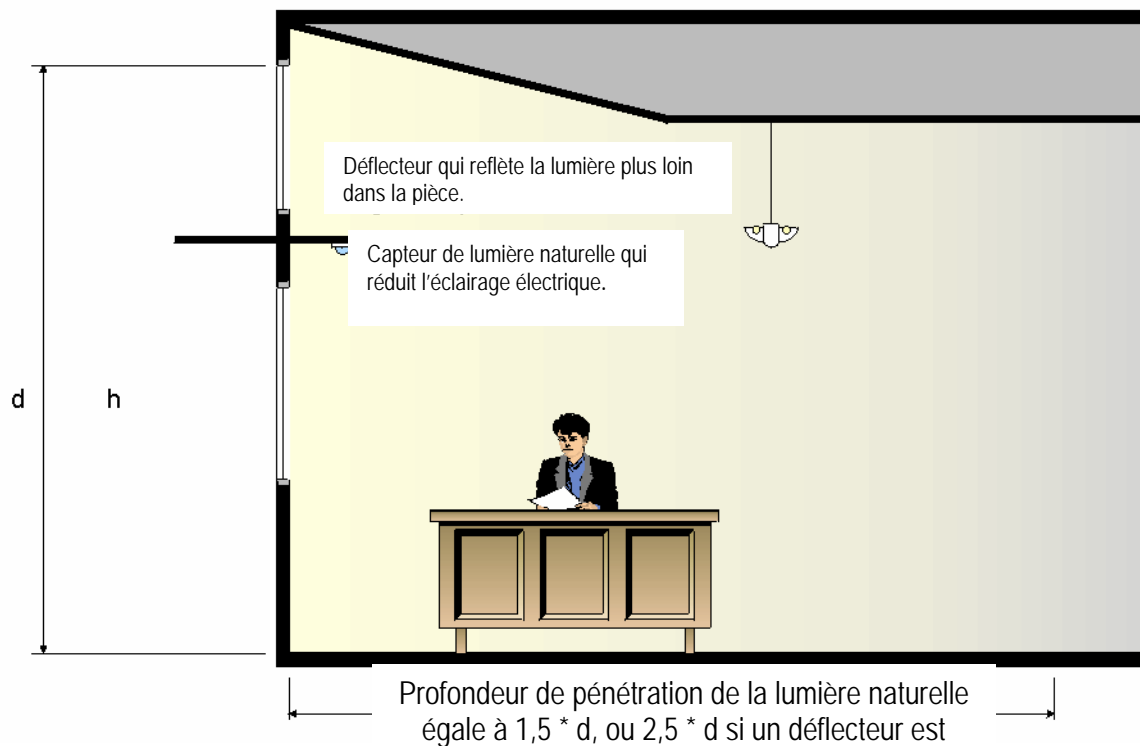 Déflecteur qui reflète la lumière plus loin
dans la pièce.
Capteur de lumière naturelle qui
réduit l'éclairage électrique.
d
h
Profondeur de pénétration de la lumière naturelle
égale à 1,5 * d, ou 2,5 * d si un déflecteur est